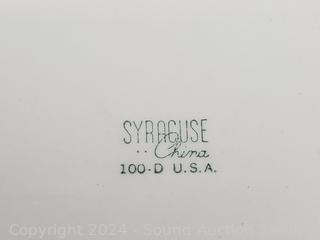 SYRACUSE
China
100-D U.S.A.
Copyright 2024 - Sound Auction Service